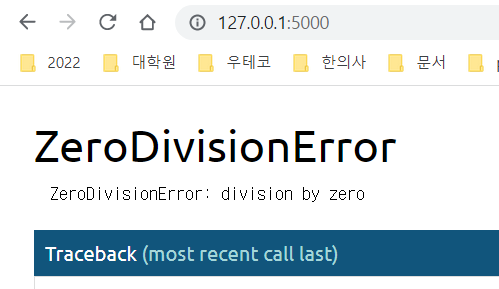 127.0.0.1:5000
2022 대학원 우테코 한의사 문서
ZeroDivisionError
ZeroDivisionError: division by zero
Traceback (most recent call last)